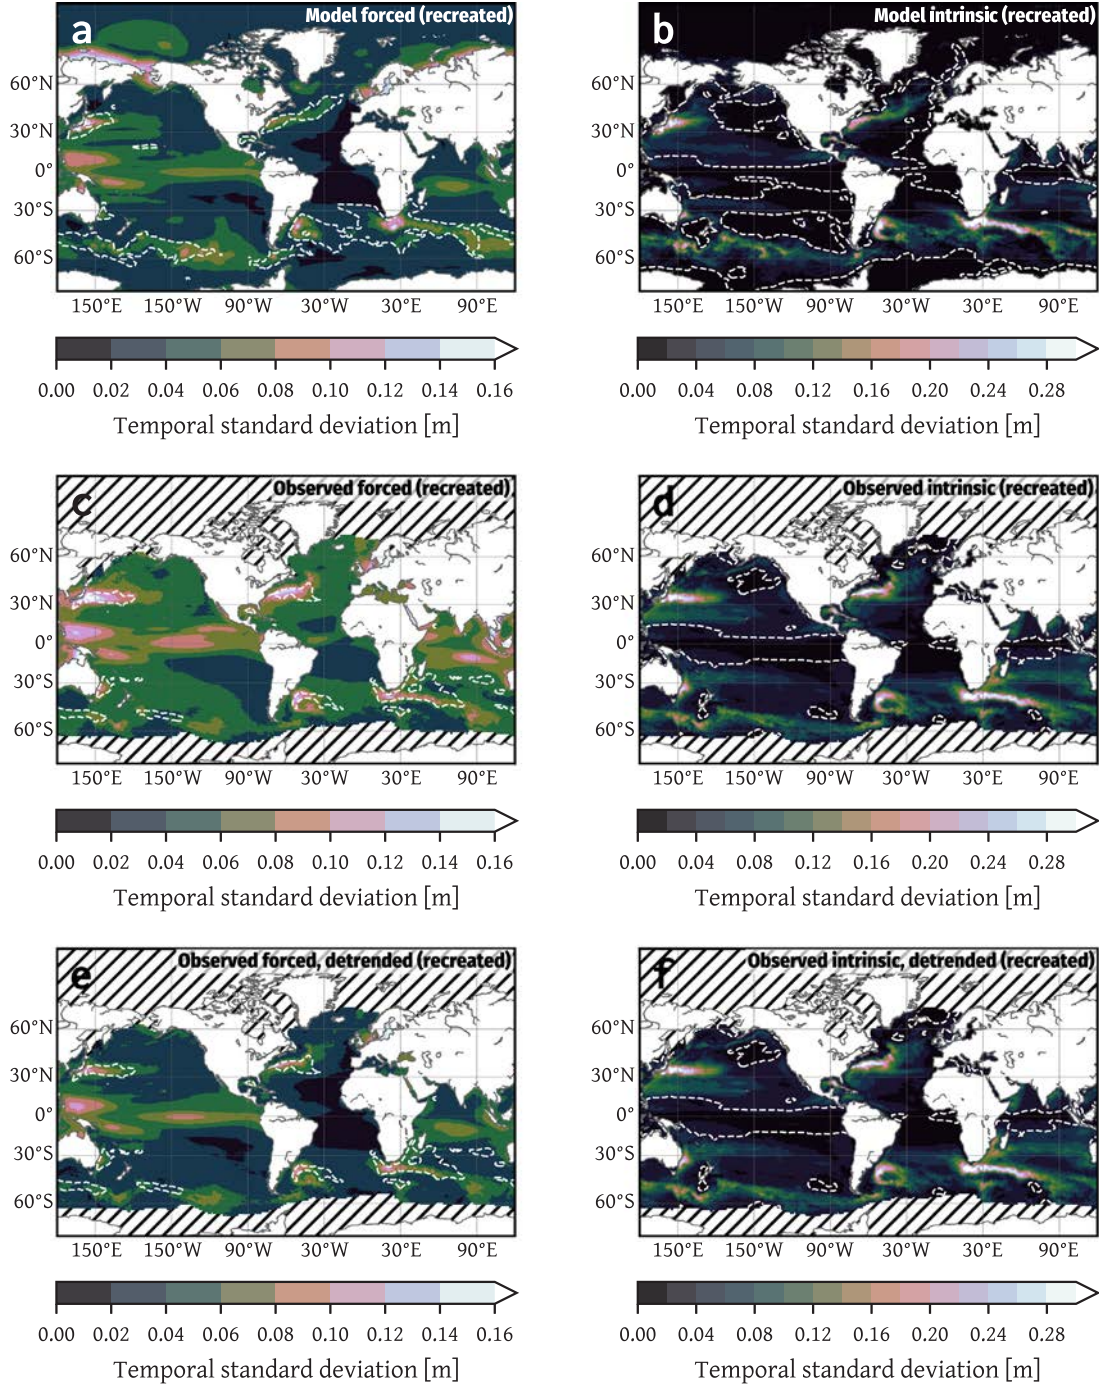 a
Model forced (recreated)
60°N
30°N
0°
30°S
60°S
150°E 150°W 90°W 30°W 30°E 90°E
0.00 0.02 0.04 0.06 0.08 0.10 0.12 0.14 0.16
Temporal standard deviation [m]
b
Model intrinsic (recreated)
60°N
30°N
0°
30°S
60°S
150°E 150°W 90°W 30°W 30°E 90°E
0.00 0.04 0.08 0.12 0.16 0.20 0.24 0.28
Temporal standard deviation [m]
c
Observed forced (recreated)
60°N
30°N
0°
30°S
60°S
150°E 150°W 90°W 30°W 30°E 90°E
0.00 0.02 0.04 0.06 0.08 0.10 0.12 0.14 0.16
Temporal standard deviation [m]
d
Observed intrinsic (recreated)
60°N
30°N
0°
30°S
60°S
150°E 150°W 90°W 30°W 30°E 90°E
0.00 0.04 0.08 0.12 0.16 0.20 0.24 0.28
Temporal standard deviation [m]
e
Observed forced, detrended (recreated)
60°N
30°N
0°
30°S
60°S
150°E 150°W 90°W 30°W 30°E 90°E
0.00 0.02 0.04 0.06 0.08 0.10 0.12 0.14 0.16
Temporal standard deviation [m]
f
Observed intrinsic, detrended (recreated)
60°N
30°N
0°
30°S
60°S
150°E 150°W 90°W 30°W 30°E 90°E
0.00 0.04 0.08 0.12 0.16 0.20 0.24 0.28
Temporal standard deviation [m]